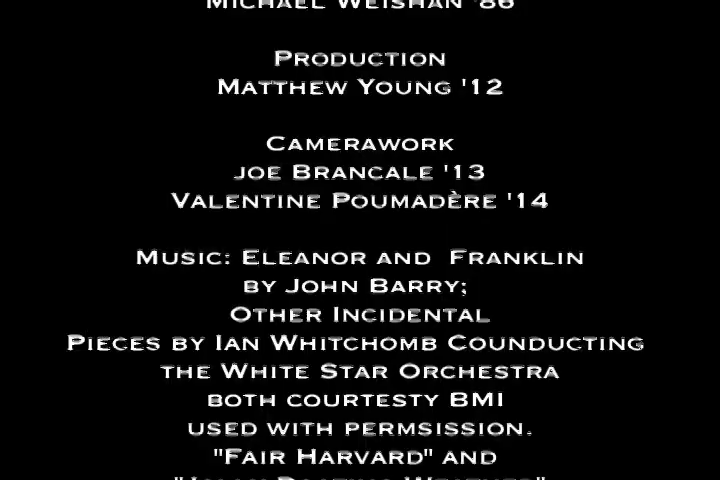 Michael Weishan '86
Production
Matthew Young '12
Camerawork
Joe Brancale '13
Valentine Poumadère '14
Music: Eleanor and Franklin
by John Barry;
Other Incidental
Pieces by Ian Whitchomb Counducting
the White Star Orchestra
both courtesty BMI
used with permsission.
"Fair Harvard" and